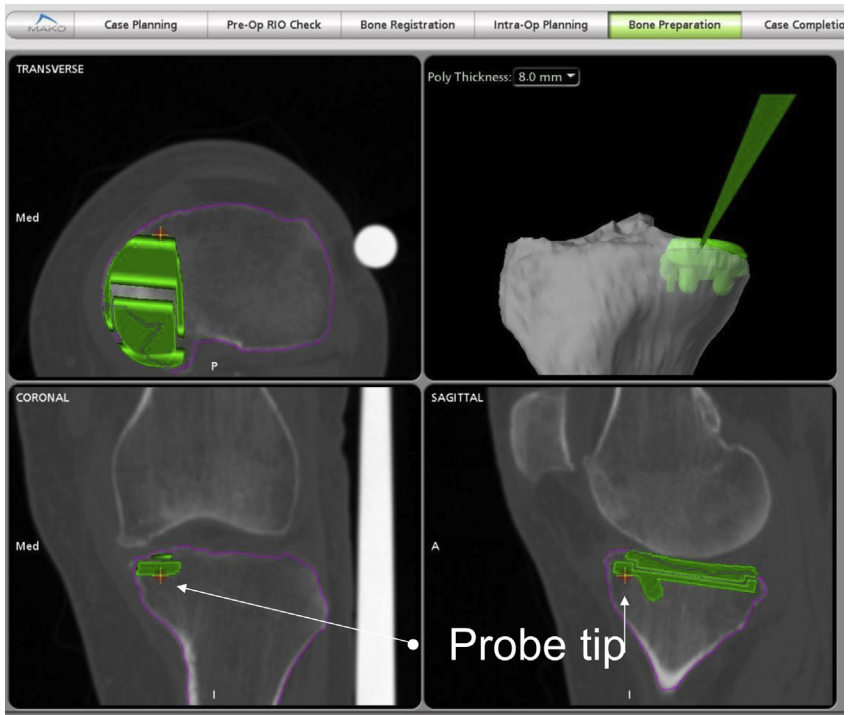 MAKO
Case Planning
Pre-Op RIO Check
Bone Registration
Intra-Op Planning
Bone Preparation
Case Completio
TRANSVERSE
Med
P
Poly Thickness: 8.0 mm
CORONAL
Med
I
SAGITTAL
A
I
Probe tip